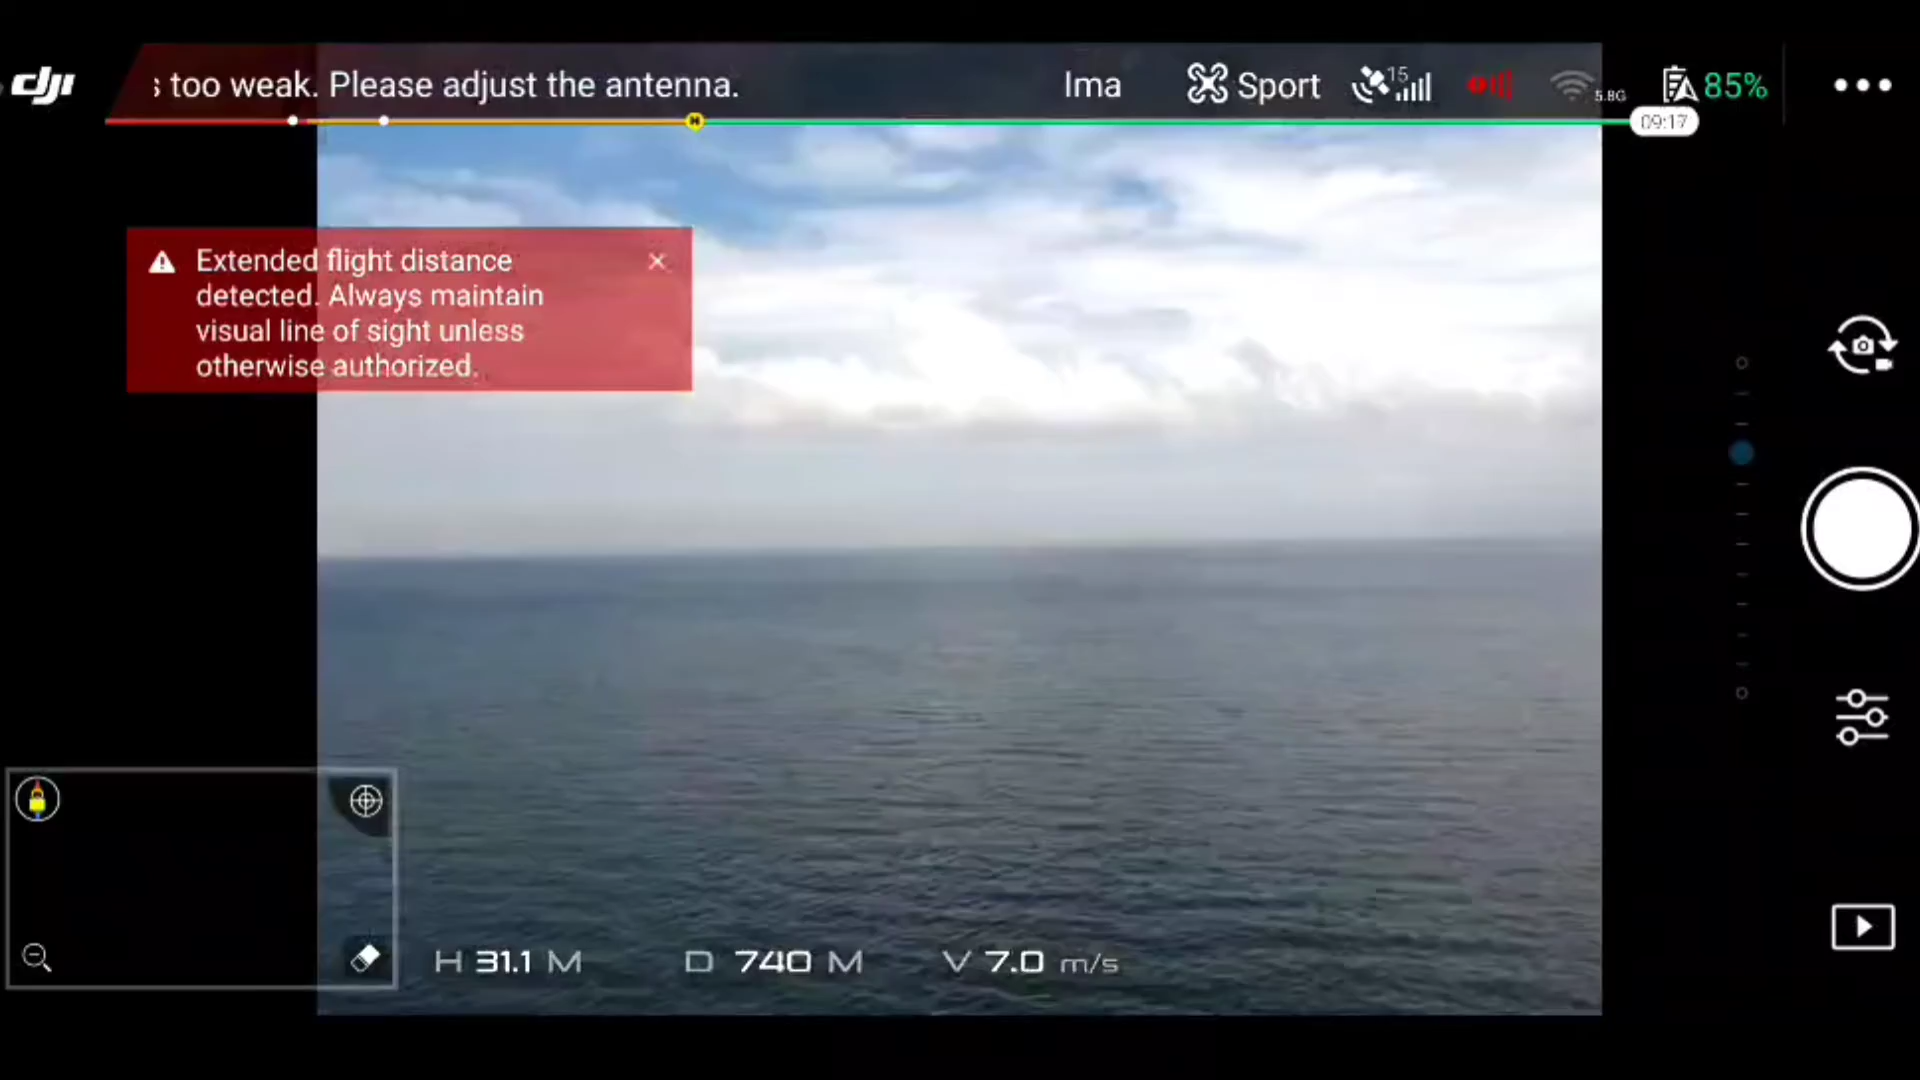 dji
s too weak. Please adjust the antenna.
Ima
Sport
15
5.8G
85%
09:17
H
Extended flight distance
detected. Always maintain
visual line of sight unless
otherwise authorized.
H 31.1 M D 740 M V 7.0 m/s